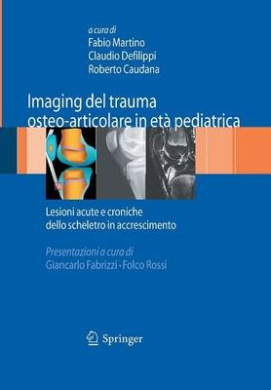 a cura di
Fabio Martino
Claudio Defilippi
Roberto Caudana
Imaging del trauma
osteo-articolare in età pediatrica
Lesioni acute e croniche
dello scheletro in accrescimento
Presentazioni a cura di
Giancarlo Fabrizzi - Folco Rossi
Springer